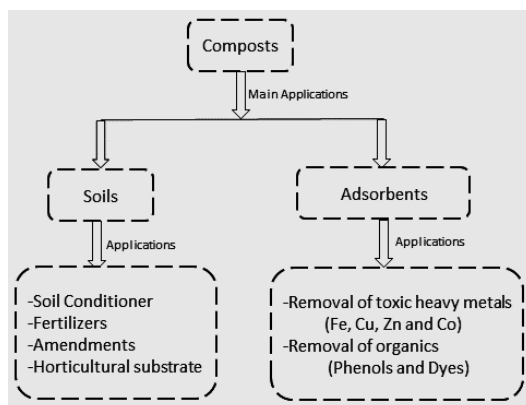 Composts
Main Applications
Soils
Adsorbents
Applications
Applications
-Soil Conditioner
-Fertilizers
-Amendments
-Horticultural substrate
-Removal of toxic heavy metals
(Fe, Cu, Zn and Co)
-Removal of organics
(Phenols and Dyes)